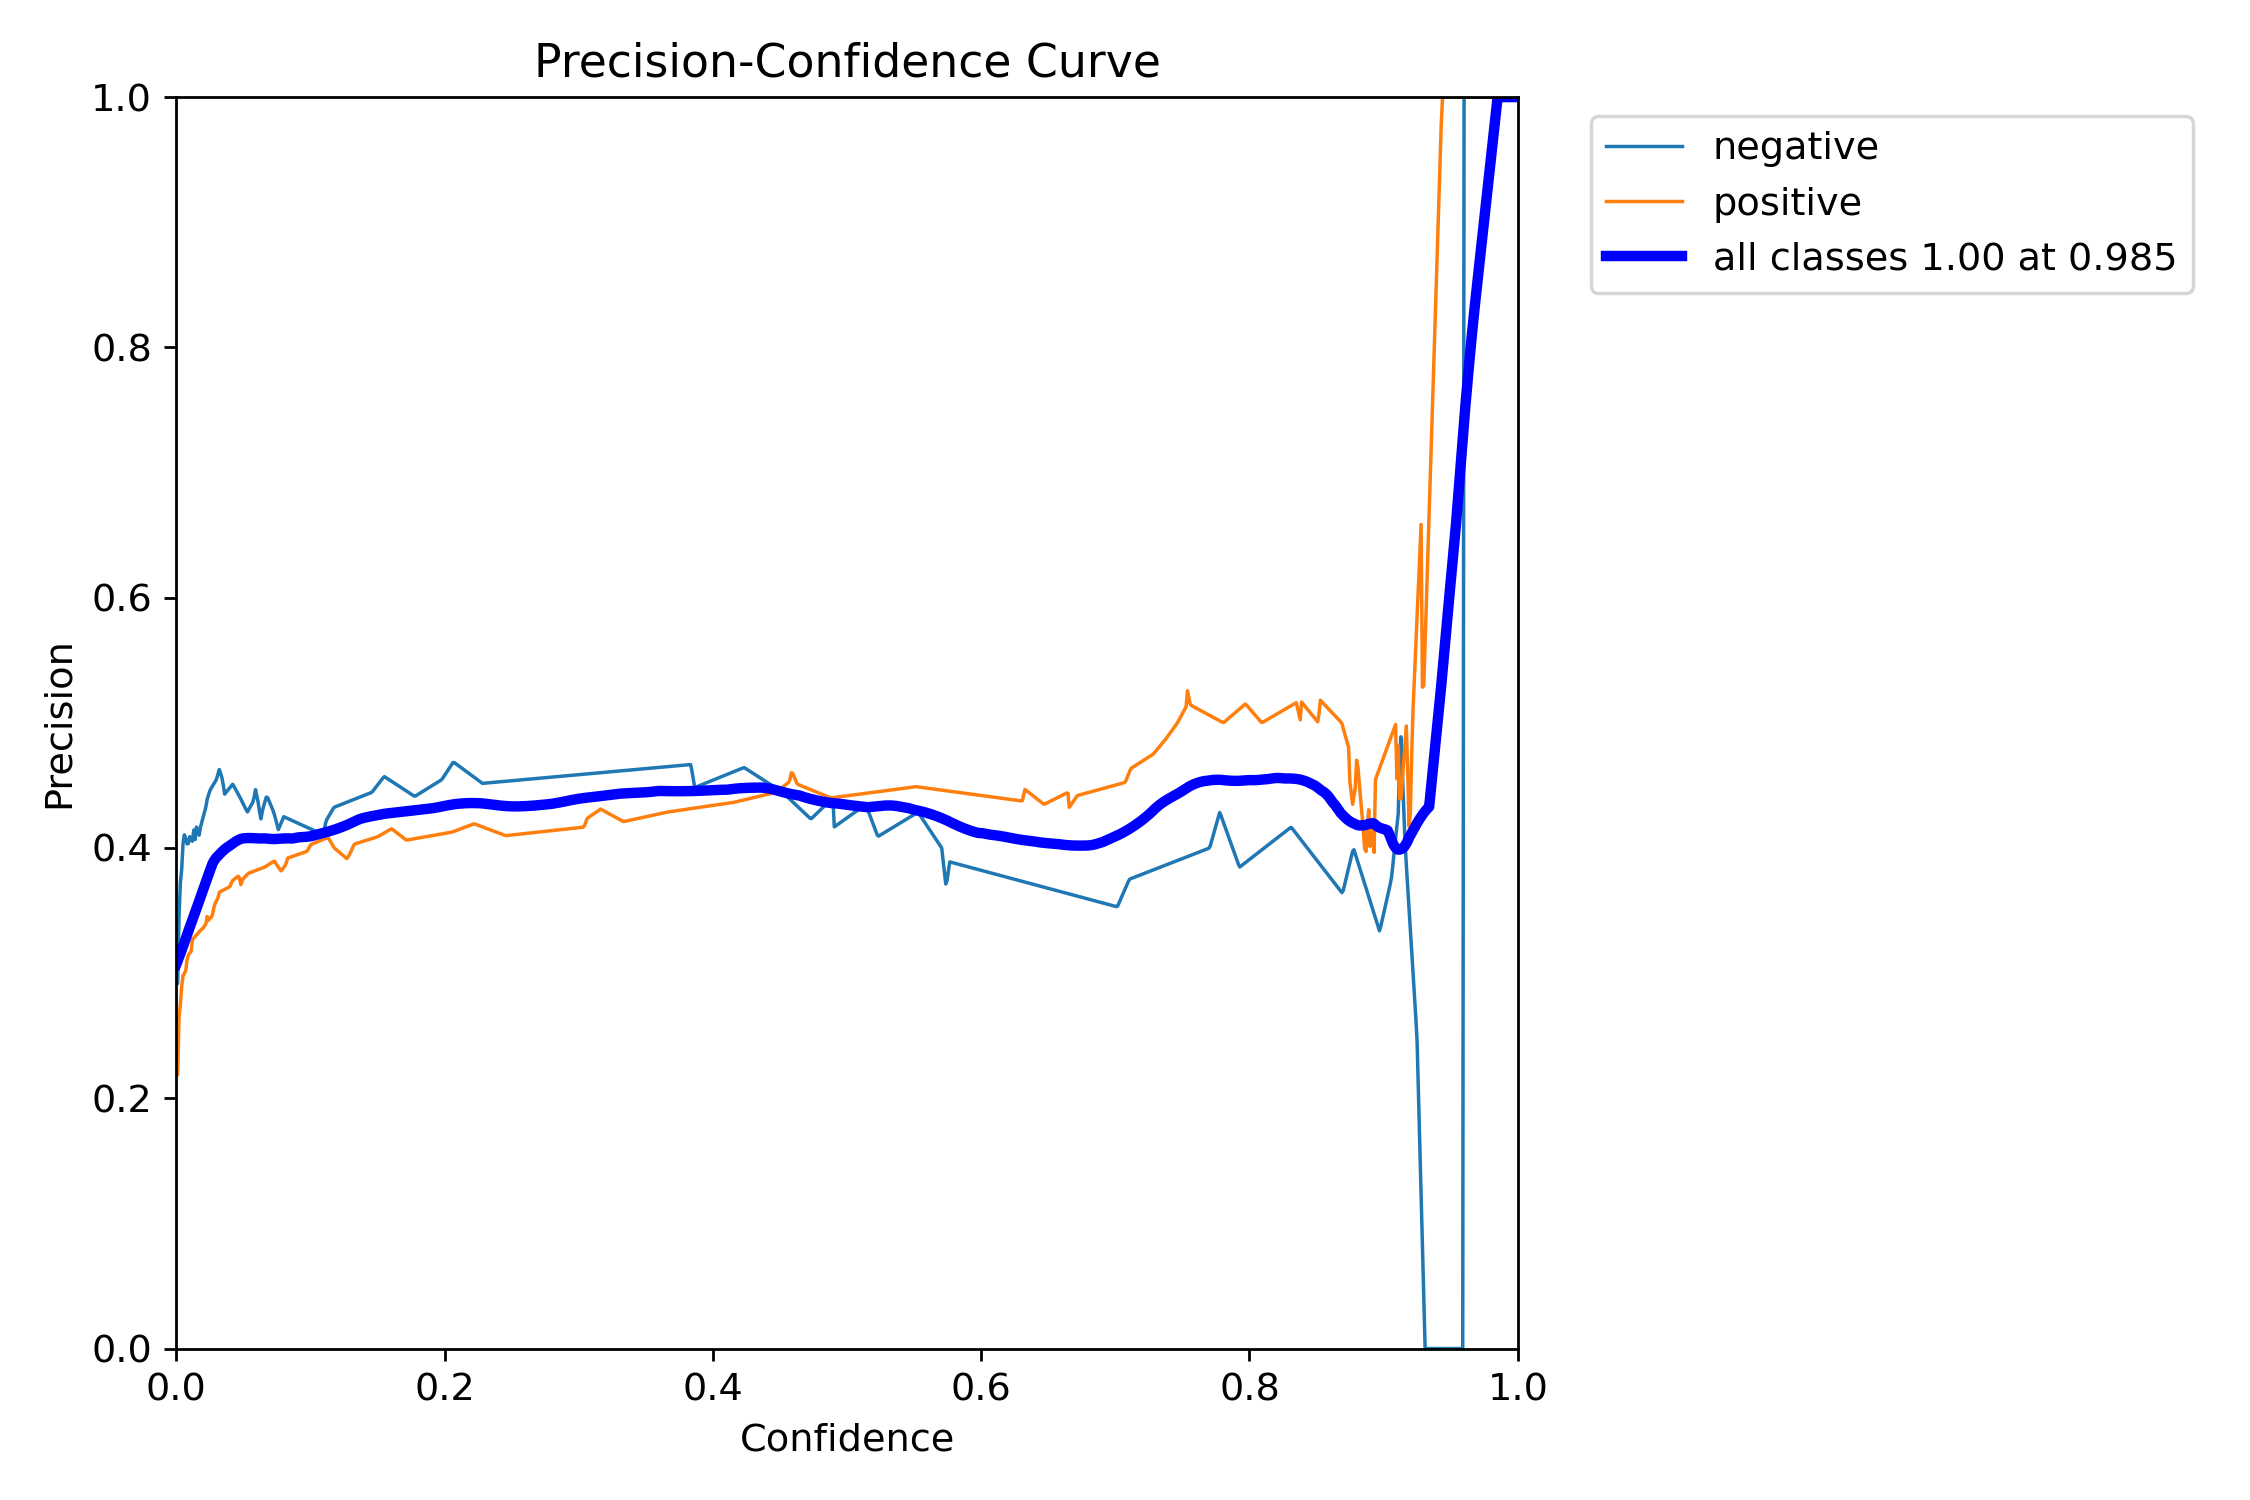 Precision-Confidence Curve
1.0
0.8
0.6
0.4
0.2
0.0
Precision
0.0 0.2 0.4 0.6 0.8 1.0
Confidence
negative
positive
all classes 1.00 at 0.985